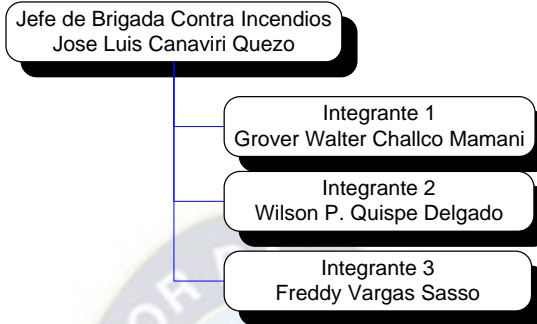 Jefe de Brigada Contra Incendios
Jose Luis Canaviri Quezo
Integrante 1
Grover Walter Challco Mamani
Integrante 2
Wilson P. Quispe Delgado
Integrante 3
Freddy Vargas Sasso
OR A